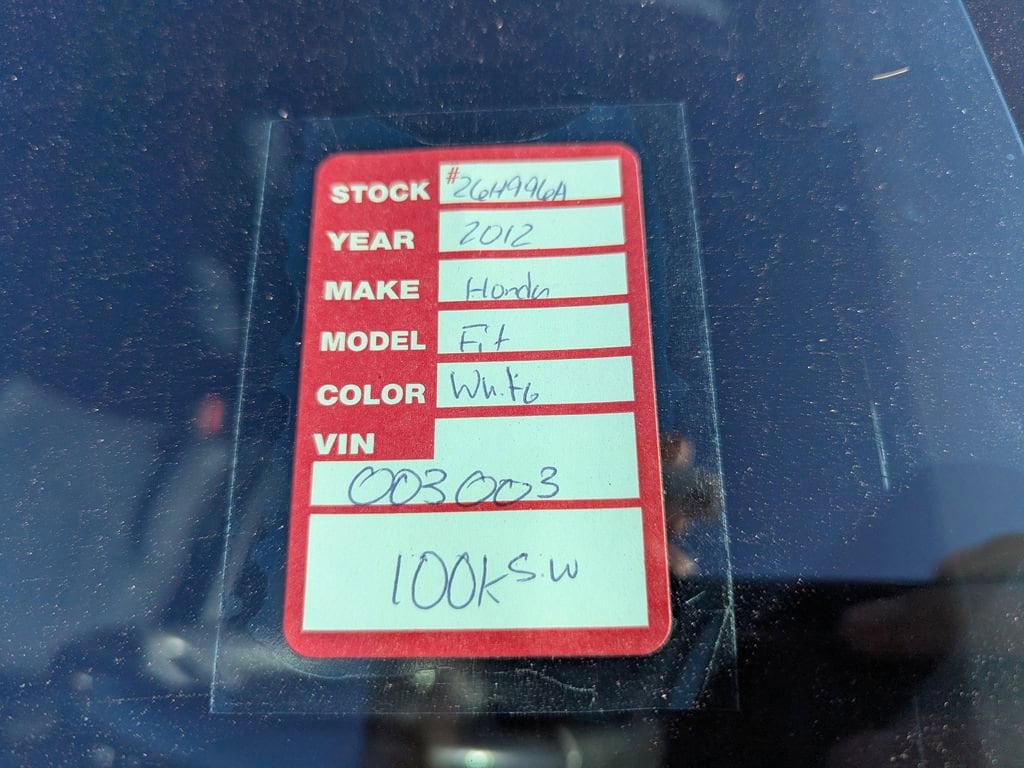 STOCK #26H996A
YEAR 2012
MAKE Honda
MODEL Fit
COLOR White
VIN
003003
100k S.W